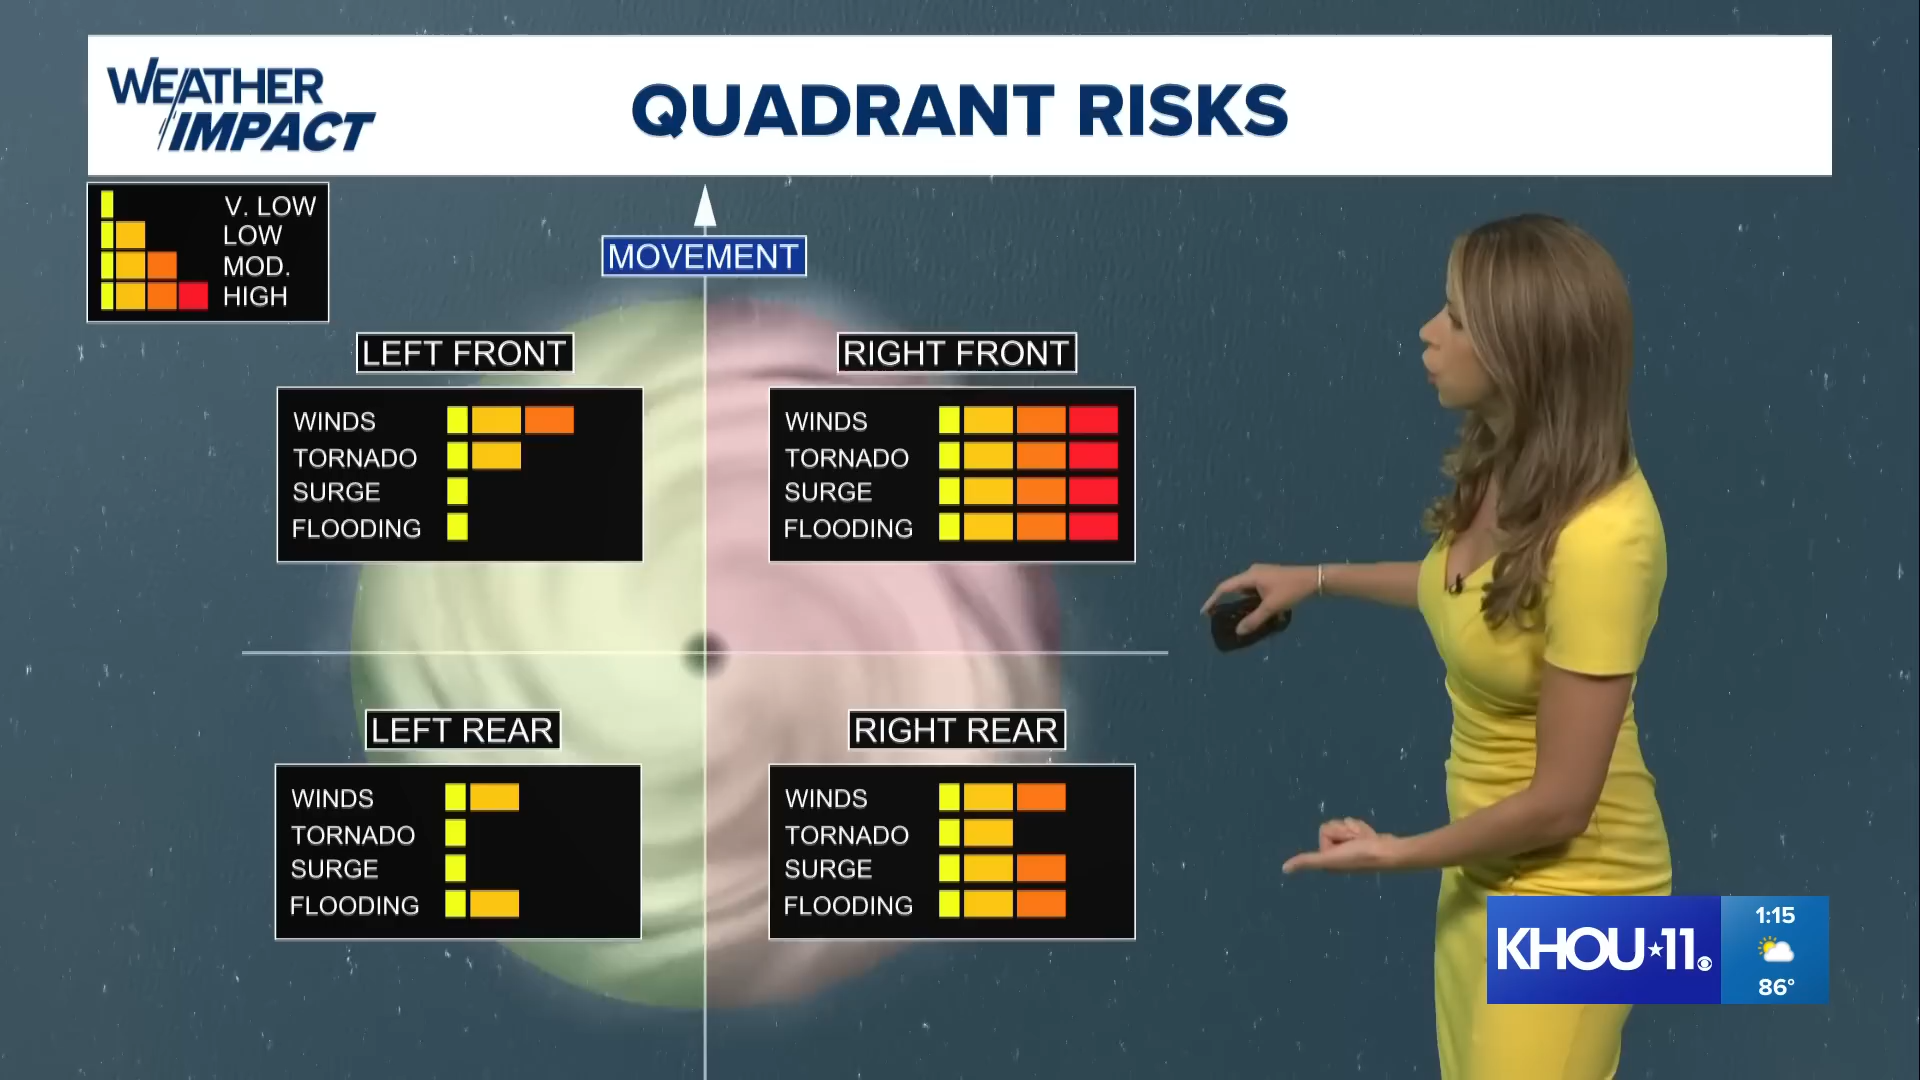 WEATHER
IMPACT
QUADRANT RISKS
V. LOW
LOW
MOD.
HIGH
MOVEMENT
LEFT FRONT
WINDS
TORNADO
SURGE
FLOODING
RIGHT FRONT
WINDS
TORNADO
SURGE
FLOODING
LEFT REAR
WINDS
TORNADO
SURGE
FLOODING
RIGHT REAR
WINDS
TORNADO
SURGE
FLOODING
KHOU★11
1:15
86°